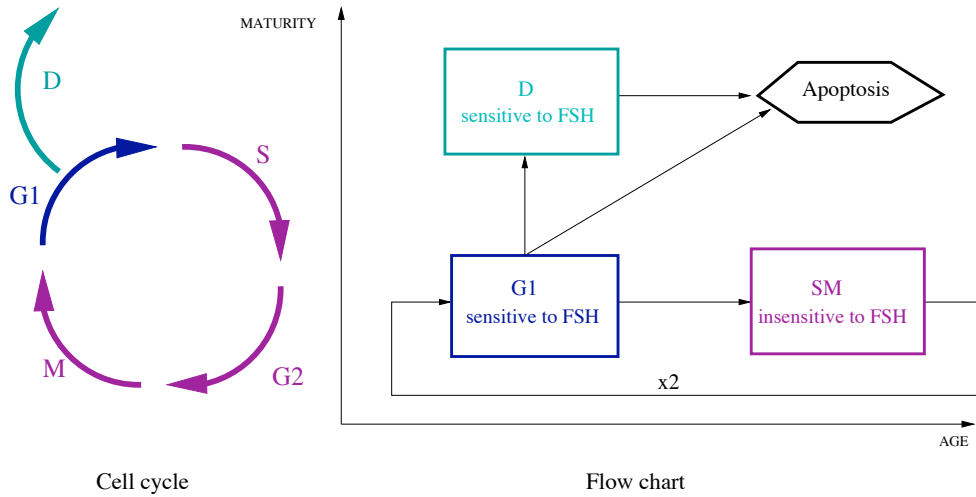 D
G1
S
M
G2
Cell cycle
MATURITY
D
sensitive to FSH
Apoptosis
G1
sensitive to FSH
SM
insensitive to FSH
x2
AGE
Flow chart